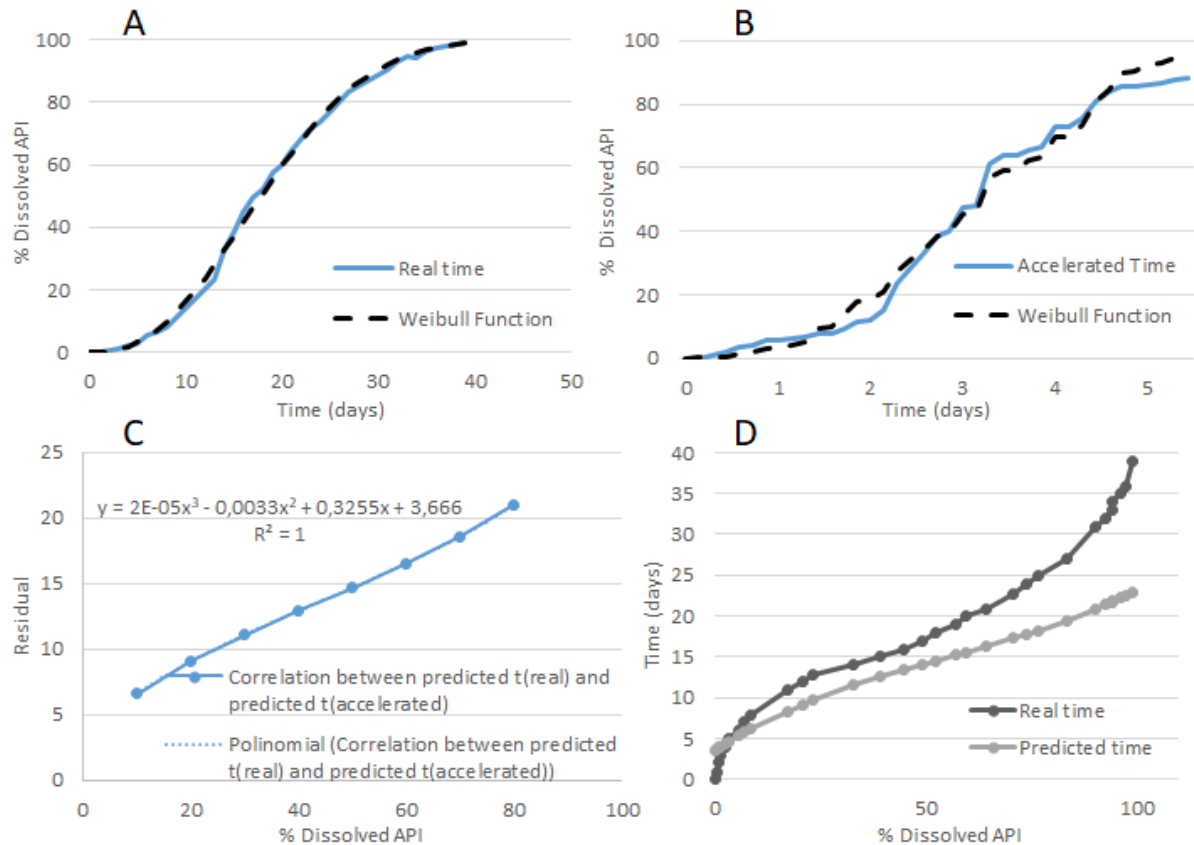 A
100
80
60
40
20
0
% Dissolved API
Real time
Weibull Function
0 10 20 30 40 50
Time (days)
B
100
80
60
40
20
0
% Dissolved API
Accelerated Time
Weibull Function
0 1 2 3 4 5
Time (days)
C
25
20
15
10
5
0
Residual
y = 2E-05x³ - 0,0033x² + 0,3255x + 3,666
R² = 1
Correlation between predicted t(real) and
predicted t(accelerated)
Polinomial (Correlation between predicted
t(real) and predicted t(accelerated))
0 20 40 60 80 100
% Dissolved API
D
40
35
30
25
20
15
10
5
0
Time (days)
Real time
Predicted time
0 50 100
% Dissolved API